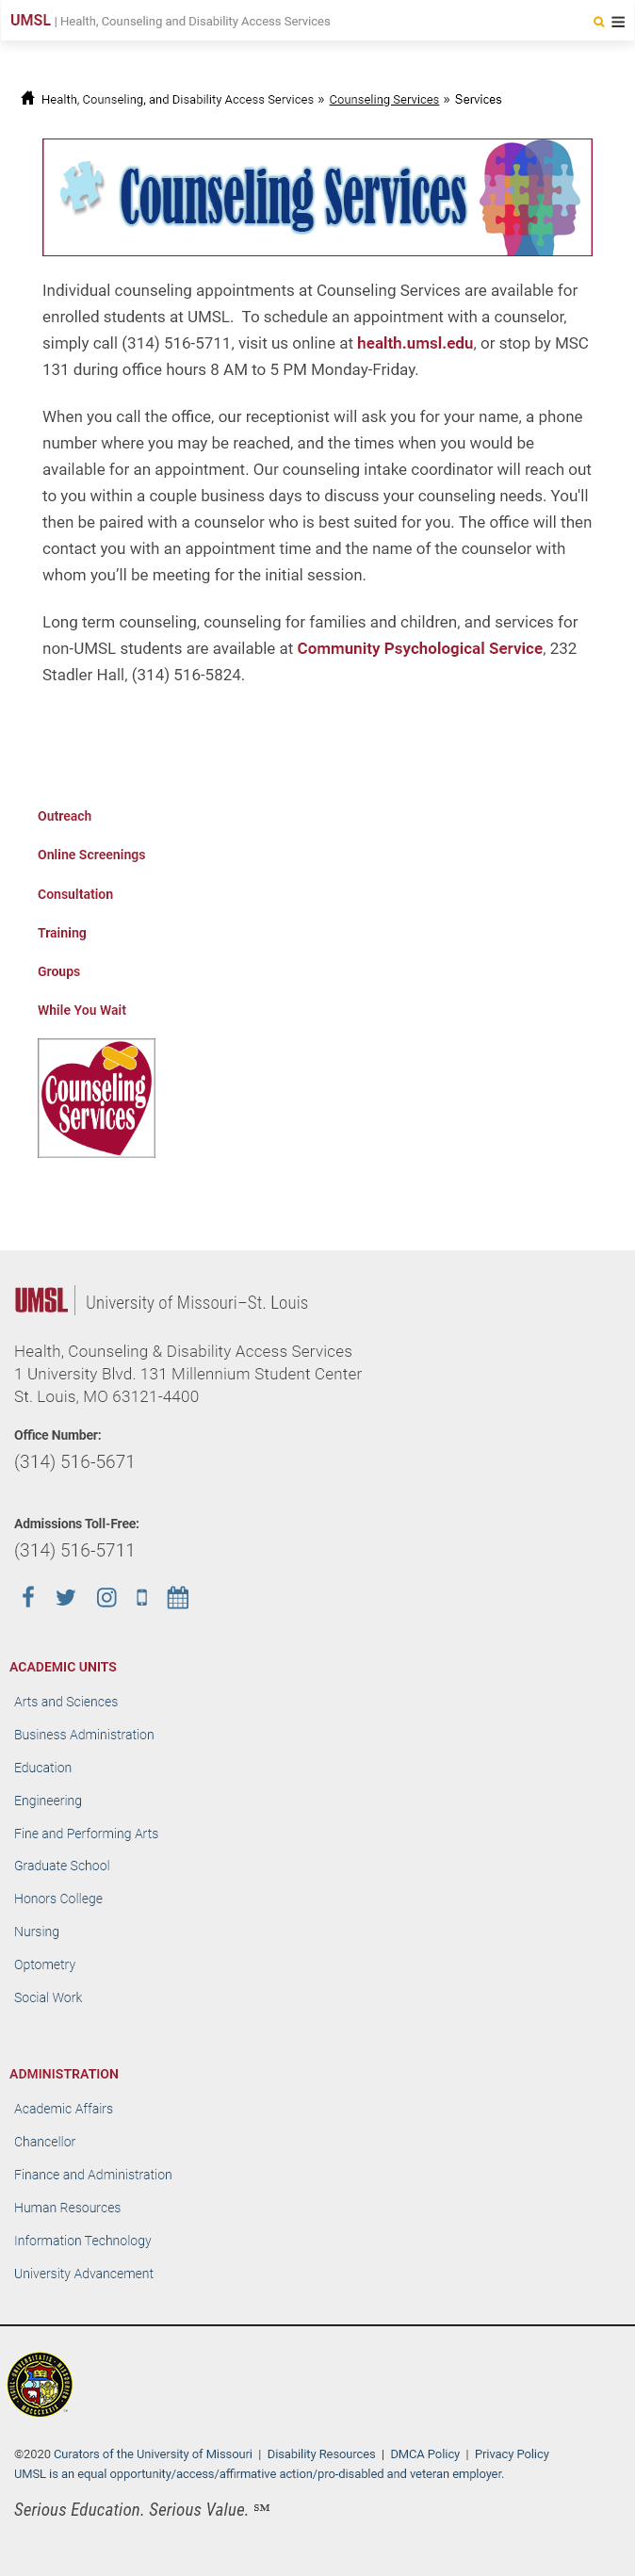 UMSL | Health, Counseling and Disability Access Services
Health, Counseling, and Disability Access Services » Counseling Services » Services
Counseling Services
Individual counseling appointments at Counseling Services are available for
enrolled students at UMSL.  To schedule an appointment with a counselor,
simply call (314) 516-5711, visit us online at health.umsl.edu, or stop by MSC
131 during office hours 8 AM to 5 PM Monday-Friday.
When you call the office, our receptionist will ask you for your name, a phone
number where you may be reached, and the times when you would be
available for an appointment. Our counseling intake coordinator will reach out
to you within a couple business days to discuss your counseling needs. You'll
then be paired with a counselor who is best suited for you. The office will then
contact you with an appointment time and the name of the counselor with
whom you’ll be meeting for the initial session.
Long term counseling, counseling for families and children, and services for
non-UMSL students are available at Community Psychological Service, 232
Stadler Hall, (314) 516-5824.
Outreach
Online Screenings
Consultation
Training
Groups
While You Wait
Counseling
Services
UMSL | University of Missouri–St. Louis
Health, Counseling & Disability Access Services
1 University Blvd. 131 Millennium Student Center
St. Louis, MO 63121-4400
Office Number:
(314) 516-5671
Admissions Toll-Free:
(314) 516-5711
ACADEMIC UNITS
Arts and Sciences
Business Administration
Education
Engineering
Fine and Performing Arts
Graduate School
Honors College
Nursing
Optometry
Social Work
ADMINISTRATION
Academic Affairs
Chancellor
Finance and Administration
Human Resources
Information Technology
University Advancement
©2020 Curators of the University of Missouri | Disability Resources | DMCA Policy | Privacy Policy
UMSL is an equal opportunity/access/affirmative action/pro-disabled and veteran employer.
Serious Education. Serious Value. ℠